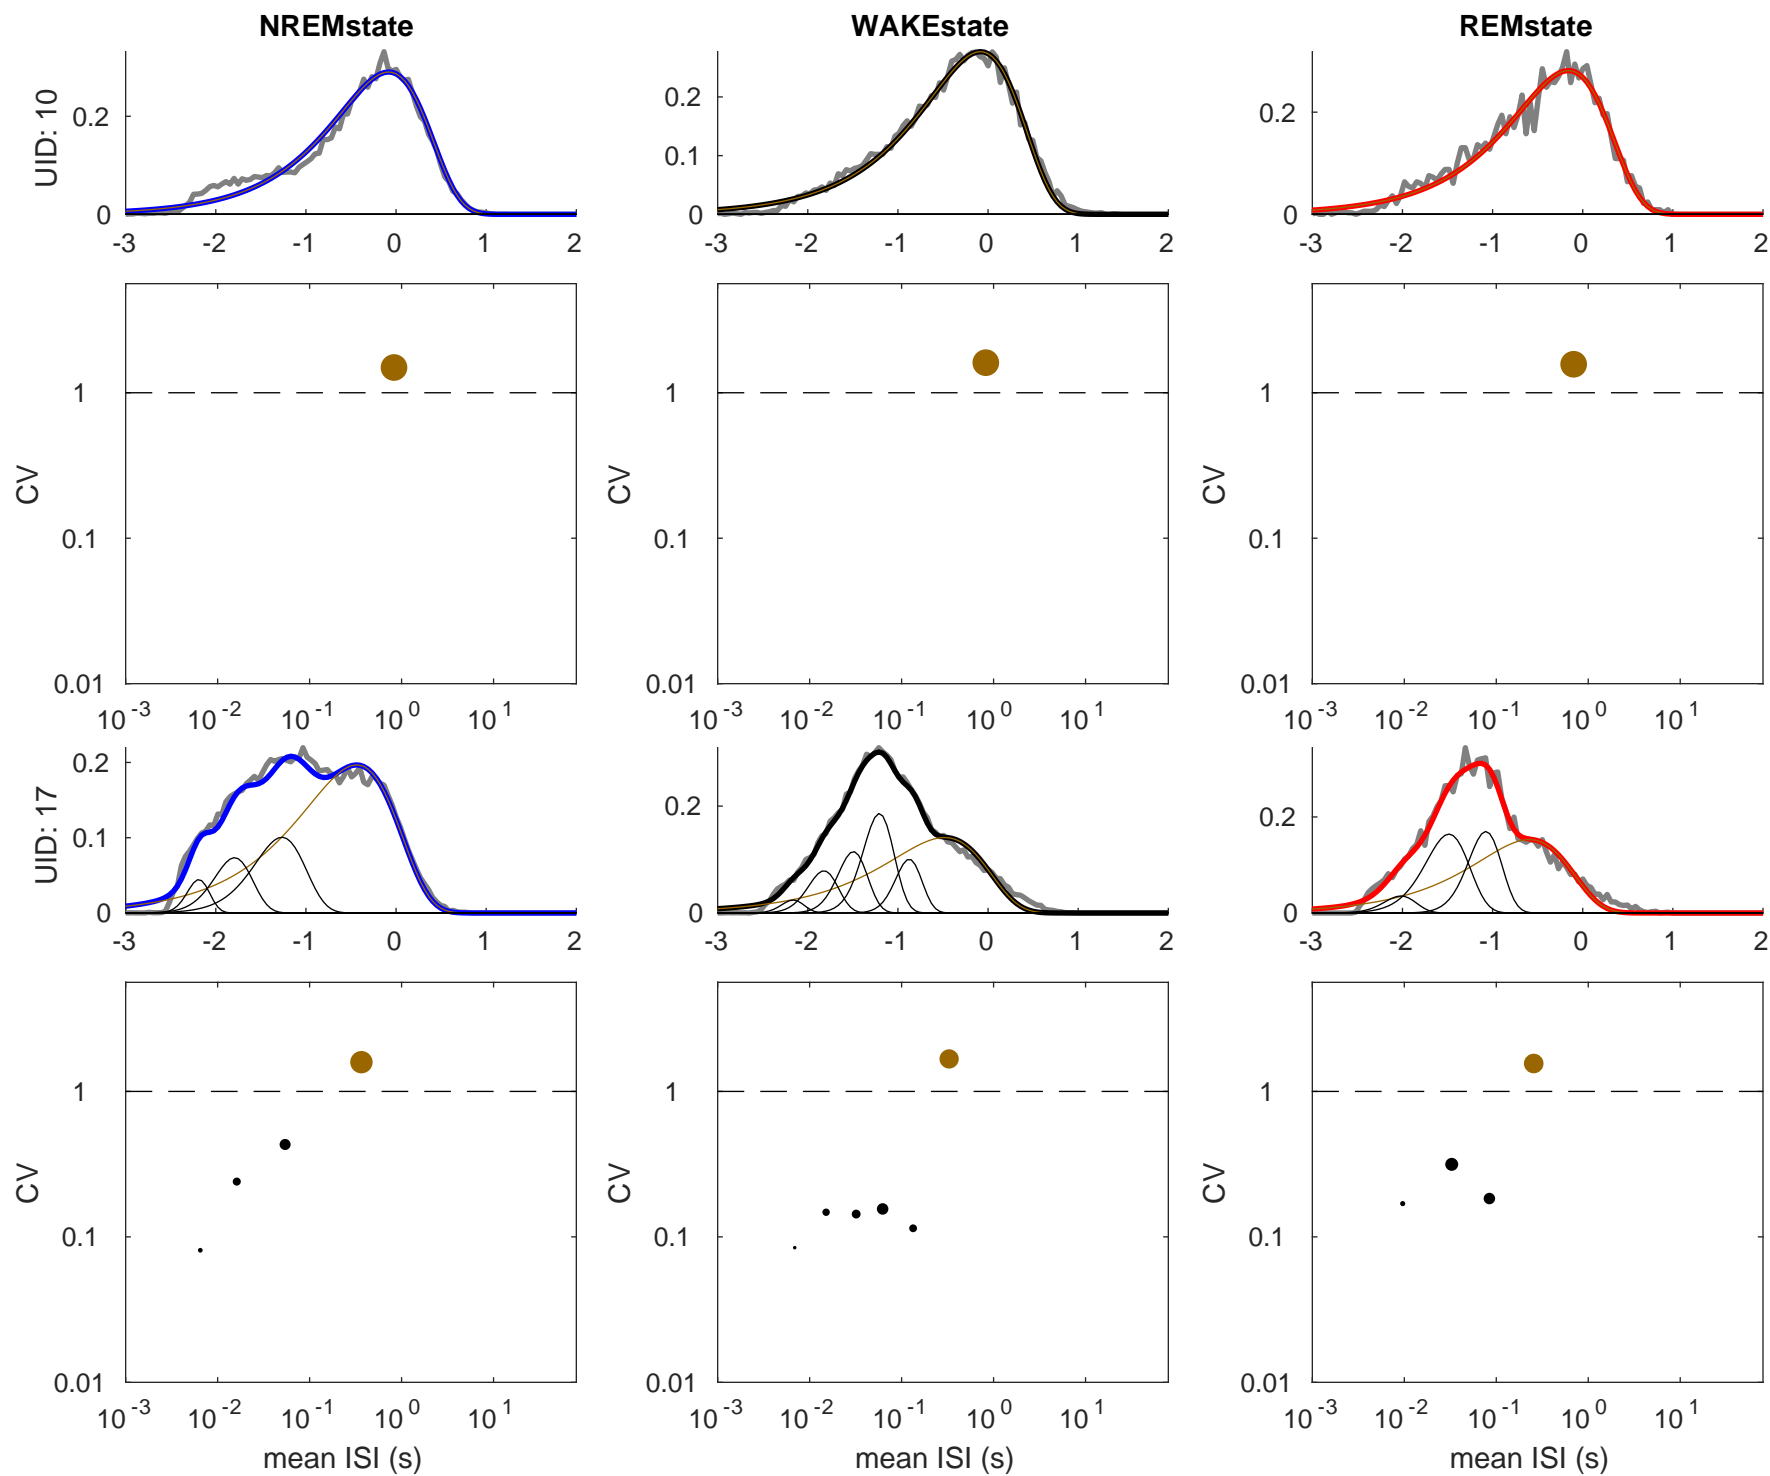 NREMstate WAKEstate REMstate
UID: 10
0.2 0.2 0.2
0.1
0 0 0
-3 -2 -1 0 1 2 -3 -2 -1 0 1 2 -3 -2 -1 0 1 2
CV CV CV
1 1 1
0.1 0.1 0.1
0.01 0.01 0.01
10^-3 10^-2 10^-1 10^0 10^1 10^-3 10^-2 10^-1 10^0 10^1 10^-3 10^-2 10^-1 10^0 10^1
UID: 17
0.2 0.2 0.2
0.1
0 0 0
-3 -2 -1 0 1 2 -3 -2 -1 0 1 2 -3 -2 -1 0 1 2
CV CV CV
1 1 1
0.1 0.1 0.1
0.01 0.01 0.01
10^-3 10^-2 10^-1 10^0 10^1 10^-3 10^-2 10^-1 10^0 10^1 10^-3 10^-2 10^-1 10^0 10^1
mean ISI (s) mean ISI (s) mean ISI (s)